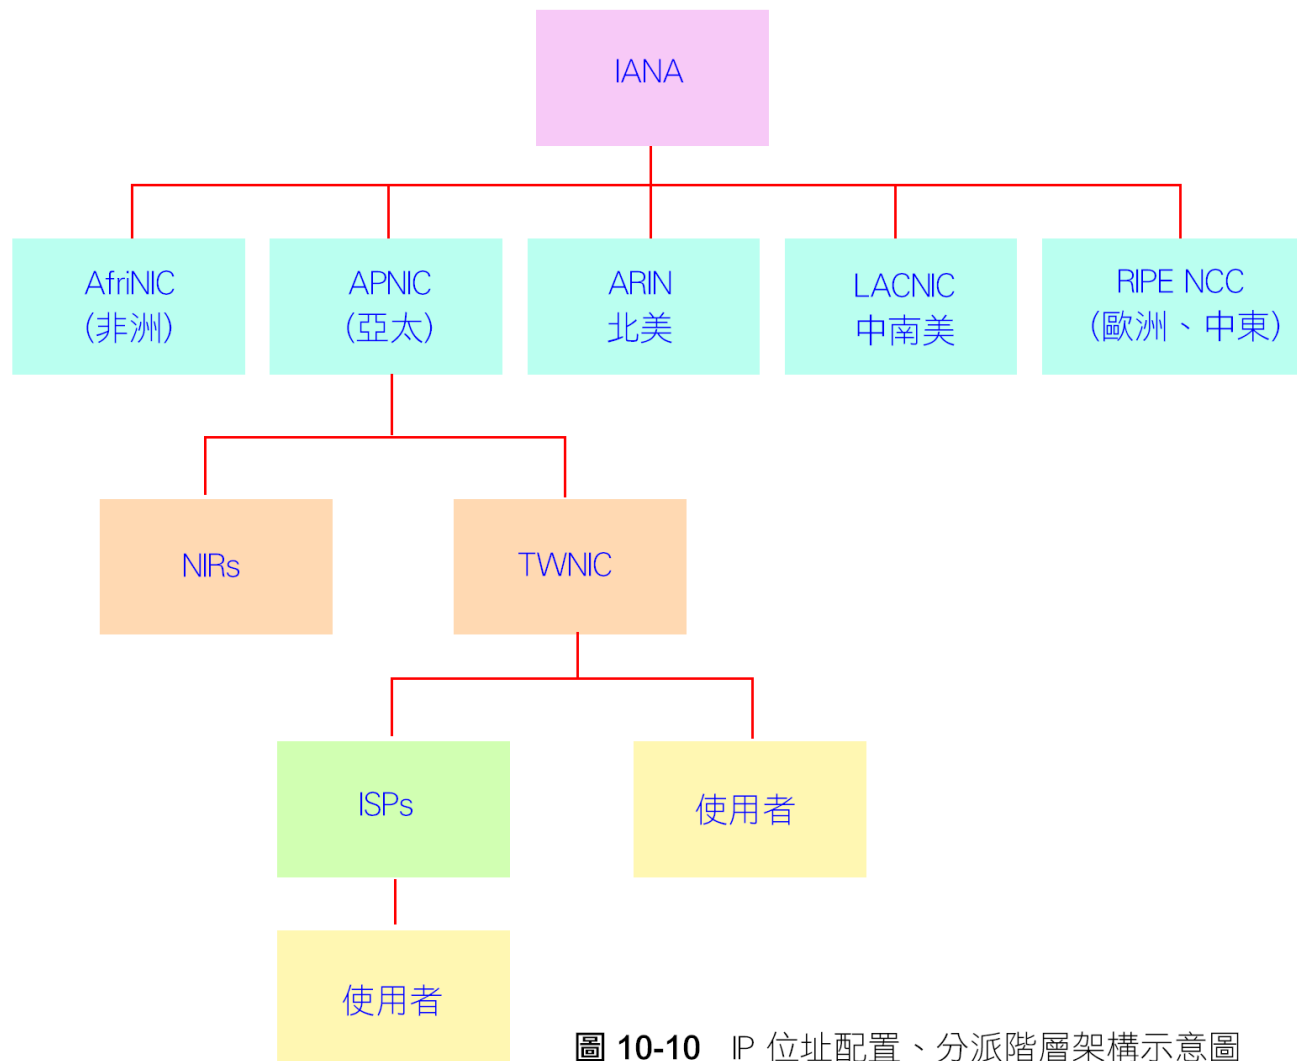 IANA
AfriNIC
(非洲)
APNIC
(亞太)
ARIN
北美
LACNIC
中南美
RIPE NCC
(歐洲、中東)
NIRs
TWNIC
ISPs
使用者
使用者
圖 10-10 IP 位址配置、分派階層架構示意圖